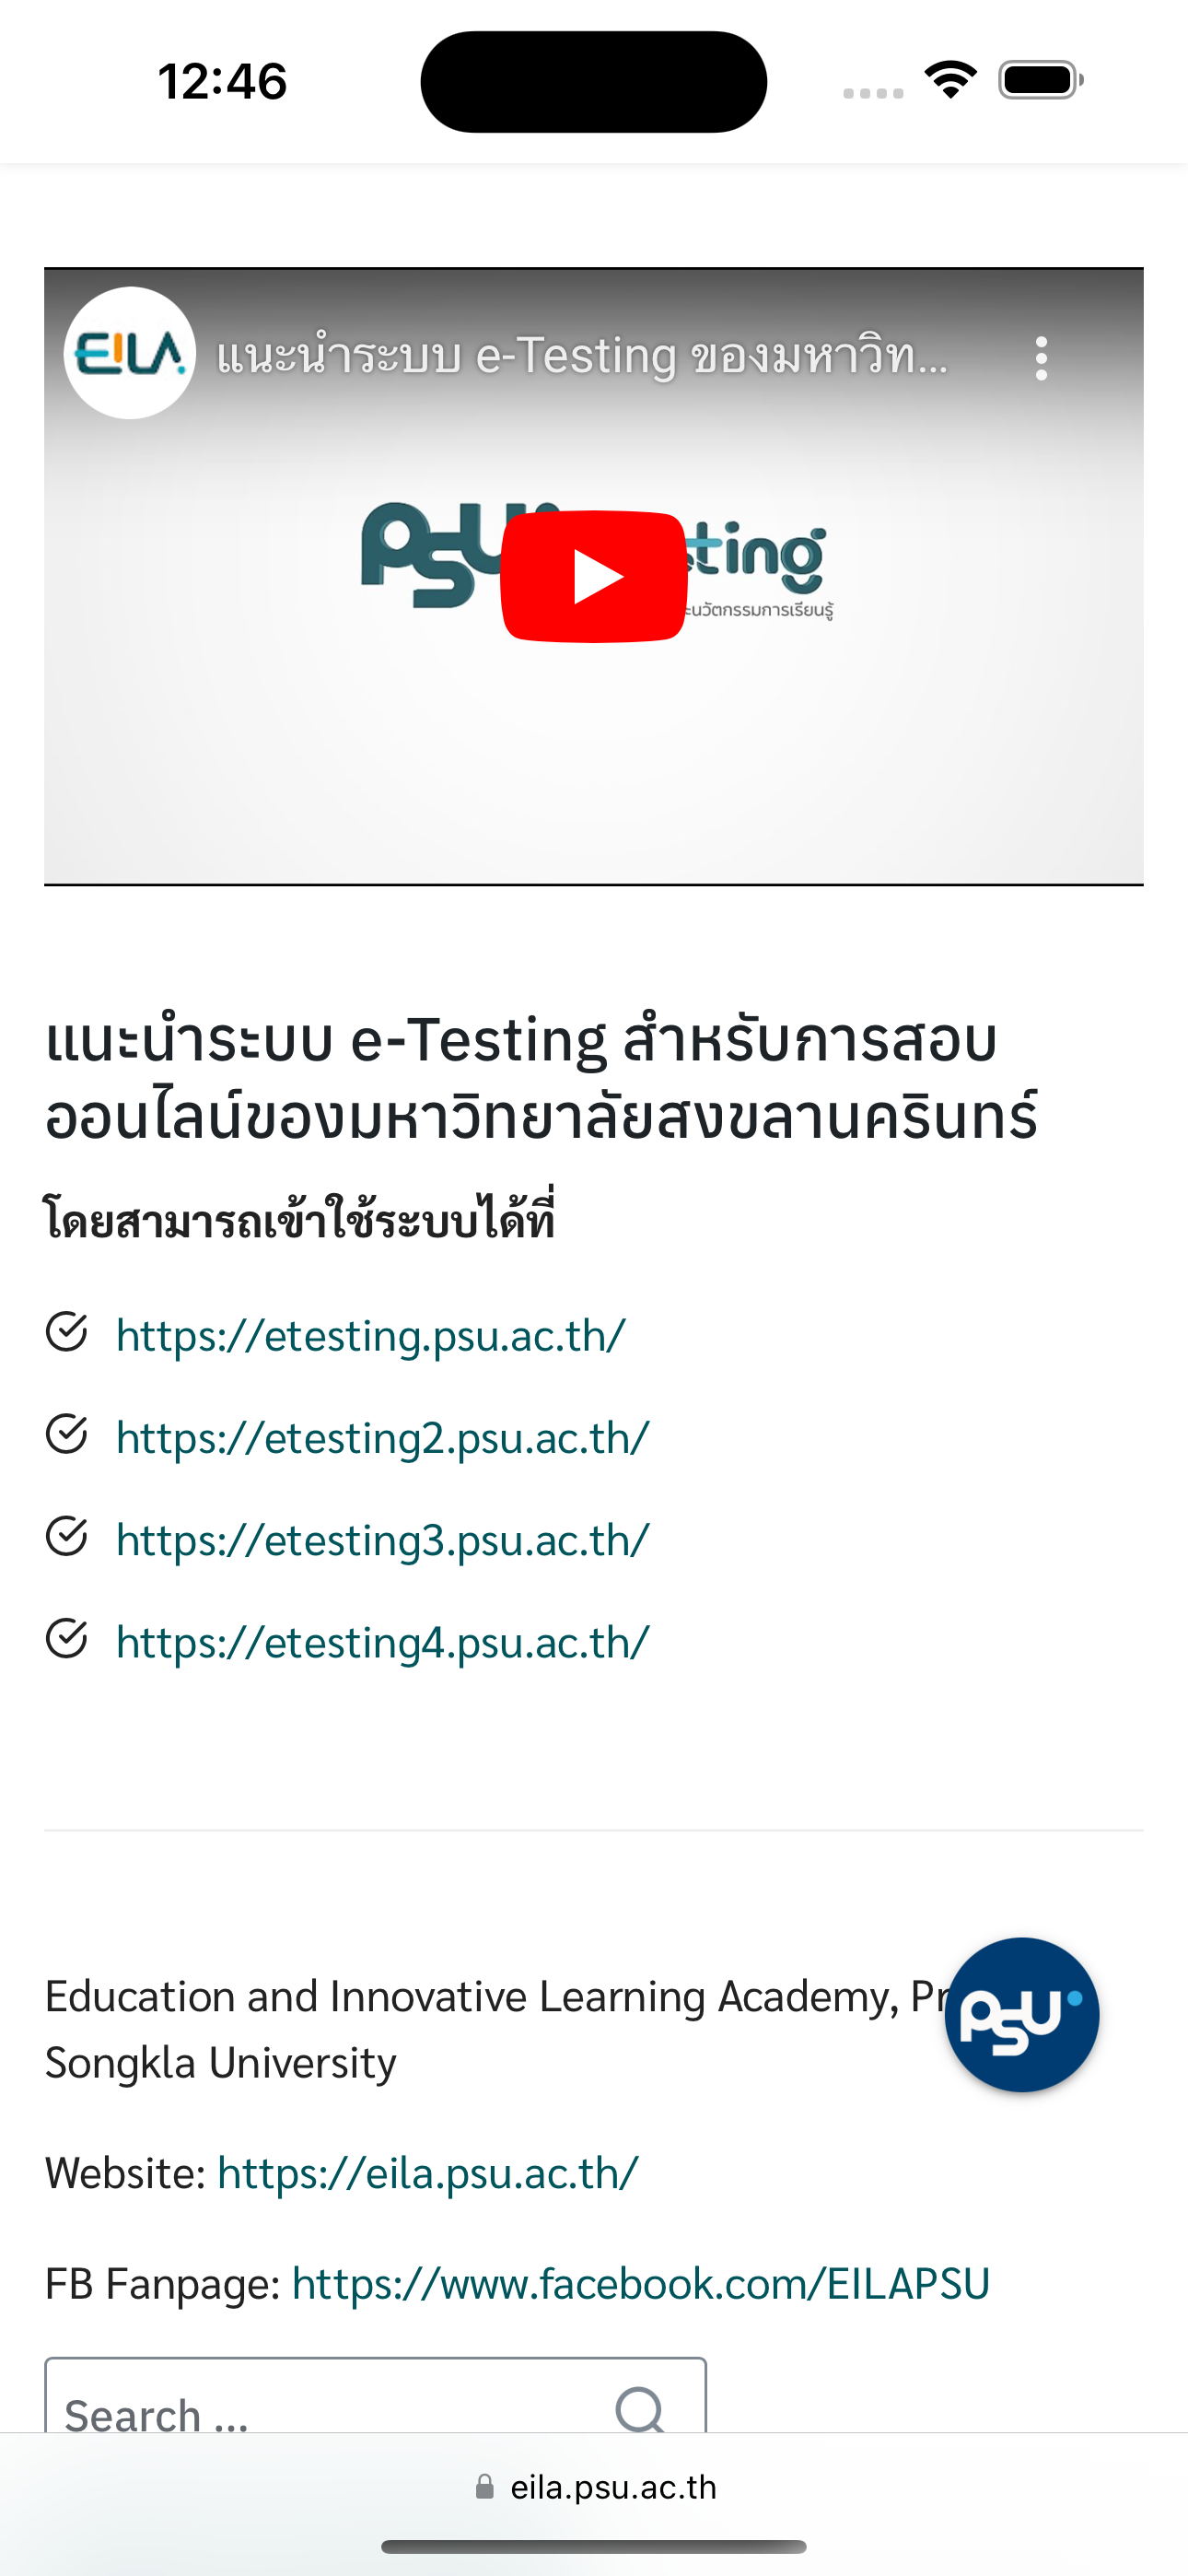 12:46
EILA
แนะนำระบบ e-Testing ของมหาวิท...
PSU
ting
นวัตกรรมการเรียนรู้
แนะนำระบบ e-Testing สำหรับการสอบ
ออนไลน์ของมหาวิทยาลัยสงขลานครินทร์
โดยสามารถเข้าใช้ระบบได้ที่
https://etesting.psu.ac.th/
https://etesting2.psu.ac.th/
https://etesting3.psu.ac.th/
https://etesting4.psu.ac.th/
Education and Innovative Learning Academy, Pr
PSU
Songkla University
Website: https://eila.psu.ac.th/
FB Fanpage: https://www.facebook.com/EILAPSU
Search ...
eila.psu.ac.th